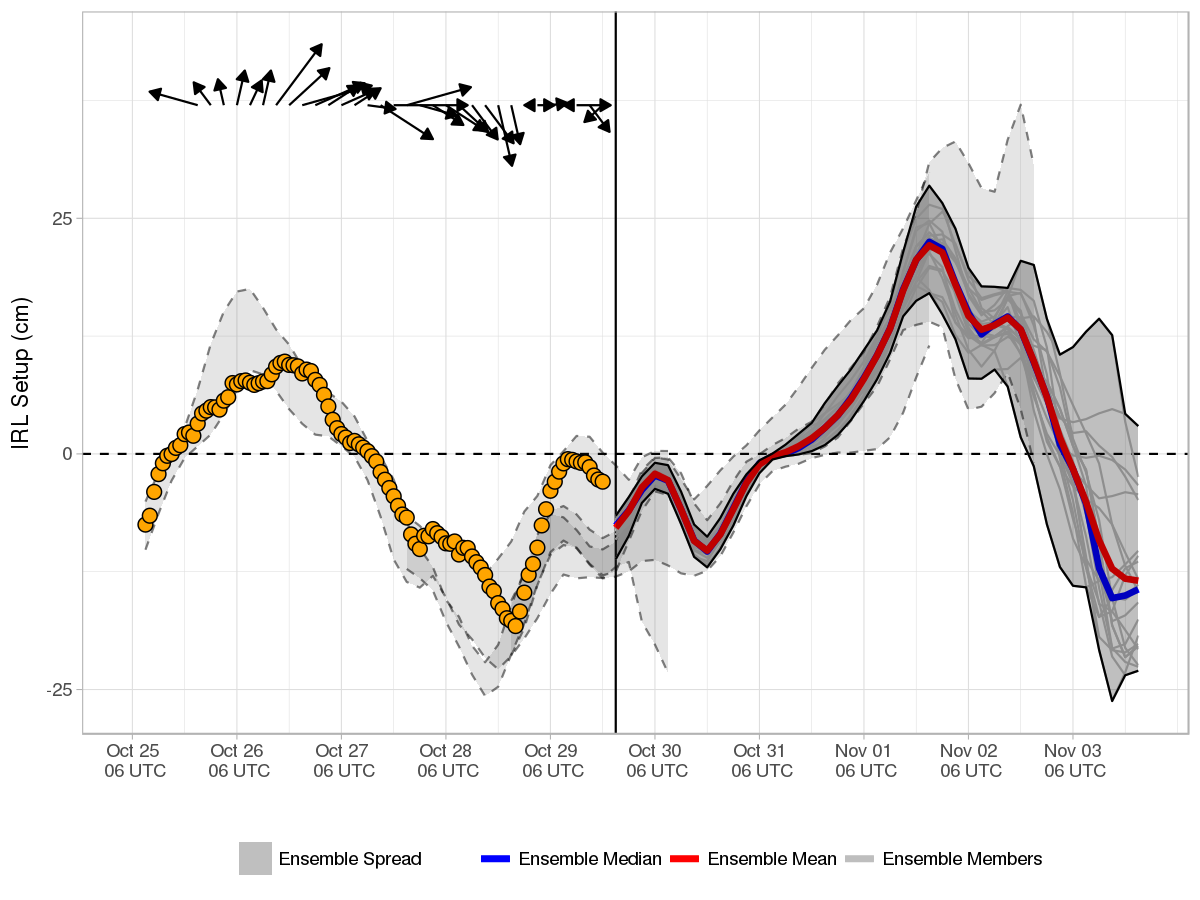 IRL Setup (cm)
25
0
-25
Oct 25
06 UTC
Oct 26
06 UTC
Oct 27
06 UTC
Oct 28
06 UTC
Oct 29
06 UTC
Oct 30
06 UTC
Oct 31
06 UTC
Nov 01
06 UTC
Nov 02
06 UTC
Nov 03
06 UTC
Ensemble Spread
Ensemble Median
Ensemble Mean
Ensemble Members